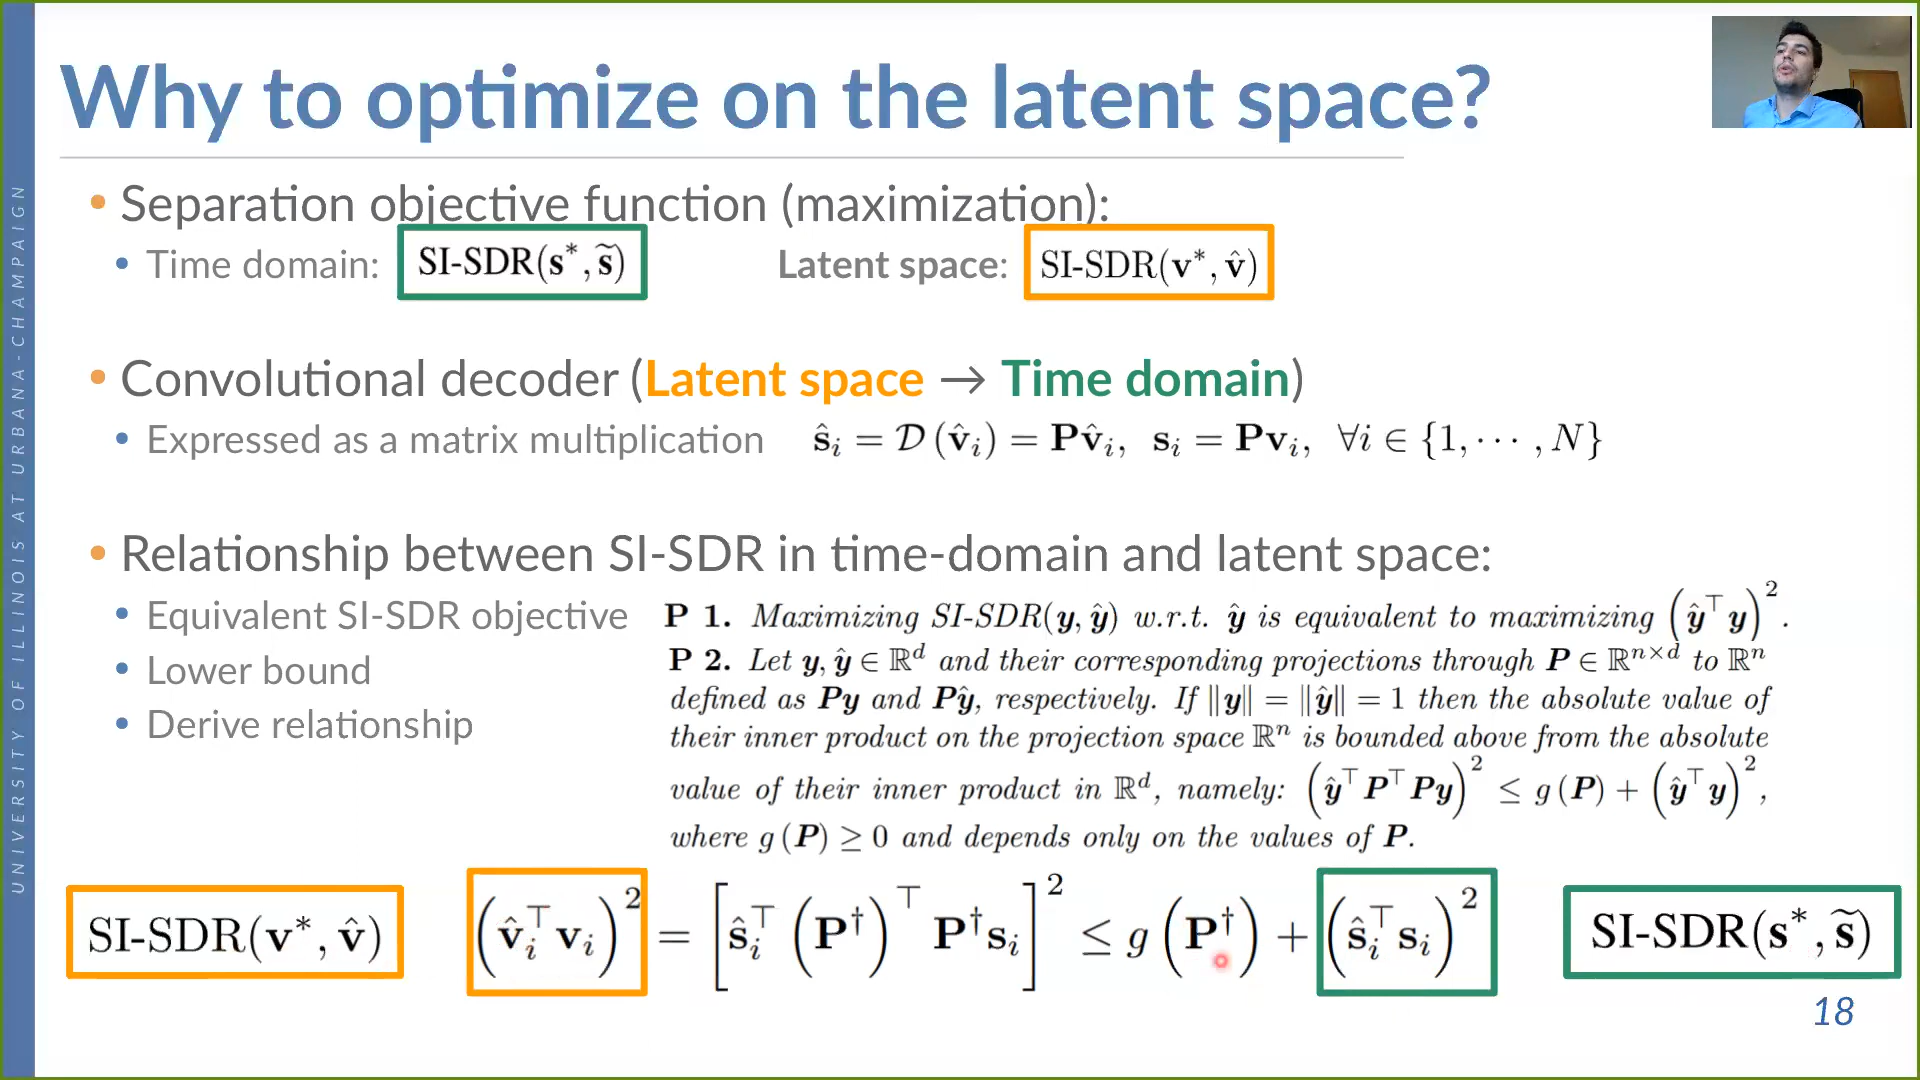 Why to optimize on the latent space?
UNIVERSITY OF ILLINOIS AT URBANA-CHAMPAIGN
• Separation objective function (maximization):
• Time domain: SI-SDR(s*, s̃) Latent space: SI-SDR(v*, v̂)
• Convolutional decoder (Latent space → Time domain)
• Expressed as a matrix multiplication ŝᵢ = 𝒟 (v̂ᵢ) = Pv̂ᵢ, sᵢ = Pvᵢ, ∀i ∈ {1, ⋯ , N}
• Relationship between SI-SDR in time-domain and latent space:
• Equivalent SI-SDR objective
• Lower bound
• Derive relationship
P 1. Maximizing SI-SDR(y, ŷ) w.r.t. ŷ is equivalent to maximizing (ŷ⊤y)².
P 2. Let y, ŷ ∈ ℝᵈ and their corresponding projections through P ∈ ℝⁿˣᵈ to ℝⁿ
defined as Py and Pŷ, respectively. If ‖y‖ = ‖ŷ‖ = 1 then the absolute value of
their inner product on the projection space ℝⁿ is bounded above from the absolute
value of their inner product in ℝᵈ, namely: (ŷ⊤P⊤Py)² ≤ g (P) + (ŷ⊤y)²,
where g (P) ≥ 0 and depends only on the values of P.
SI-SDR(v*, v̂) (v̂ᵢ⊤vᵢ)² = [ŝᵢ⊤ (P†)⊤ P†sᵢ]² ≤ g (P†) + (ŝᵢ⊤sᵢ)² SI-SDR(s*, s̃)
18